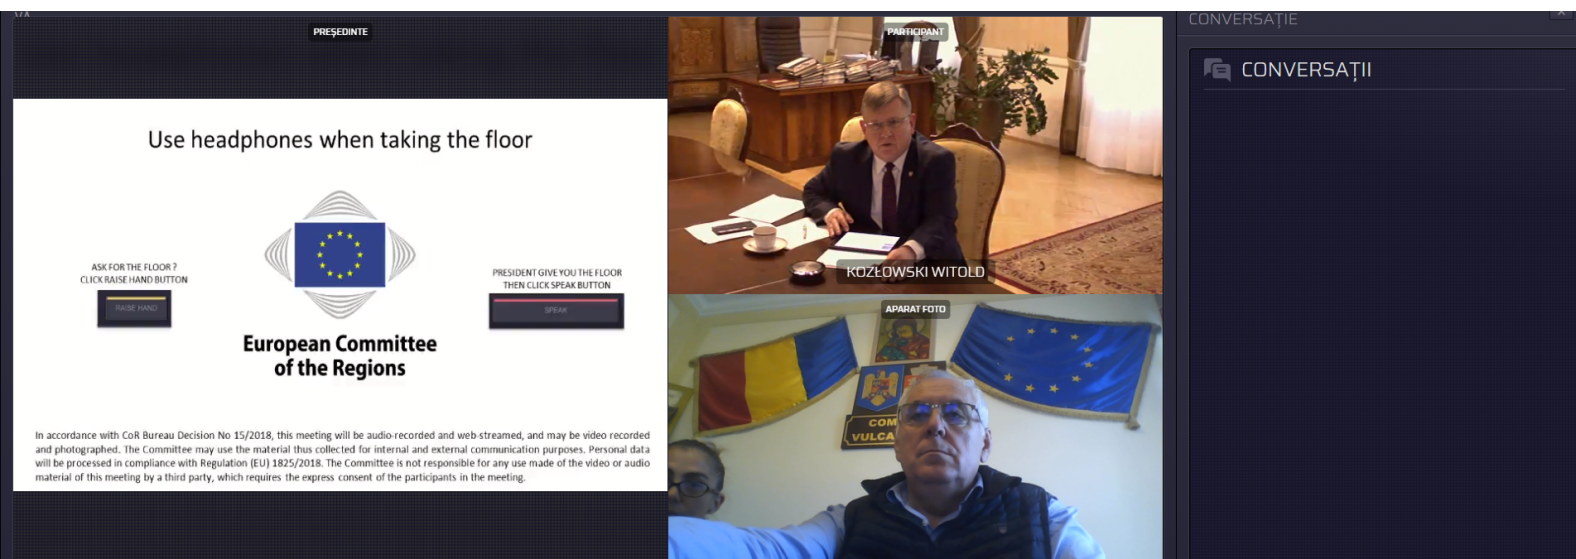 PREȘEDINTE
Use headphones when taking the floor
ASK FOR THE FLOOR ?
CLICK RAISE HAND BUTTON
RAISE HAND
PRESIDENT GIVE YOU THE FLOOR
THEN CLICK SPEAK BUTTON
SPEAK
European Committee
of the Regions
In accordance with CoR Bureau Decision No 15/2018, this meeting will be audio-recorded and web-streamed, and may be video recorded
and photographed. The Committee may use the material thus collected for internal and external communication purposes. Personal data
will be processed in compliance with Regulation (EU) 1825/2018. The Committee is not responsible for any use made of the video or audio
material of this meeting by a third party, which requires the express consent of the participants in the meeting.
PARTICIPANT
KOZŁOWSKI WITOLD
APARAT FOTO
COM
VULCA
CONVERSAȚIE
CONVERSAȚII